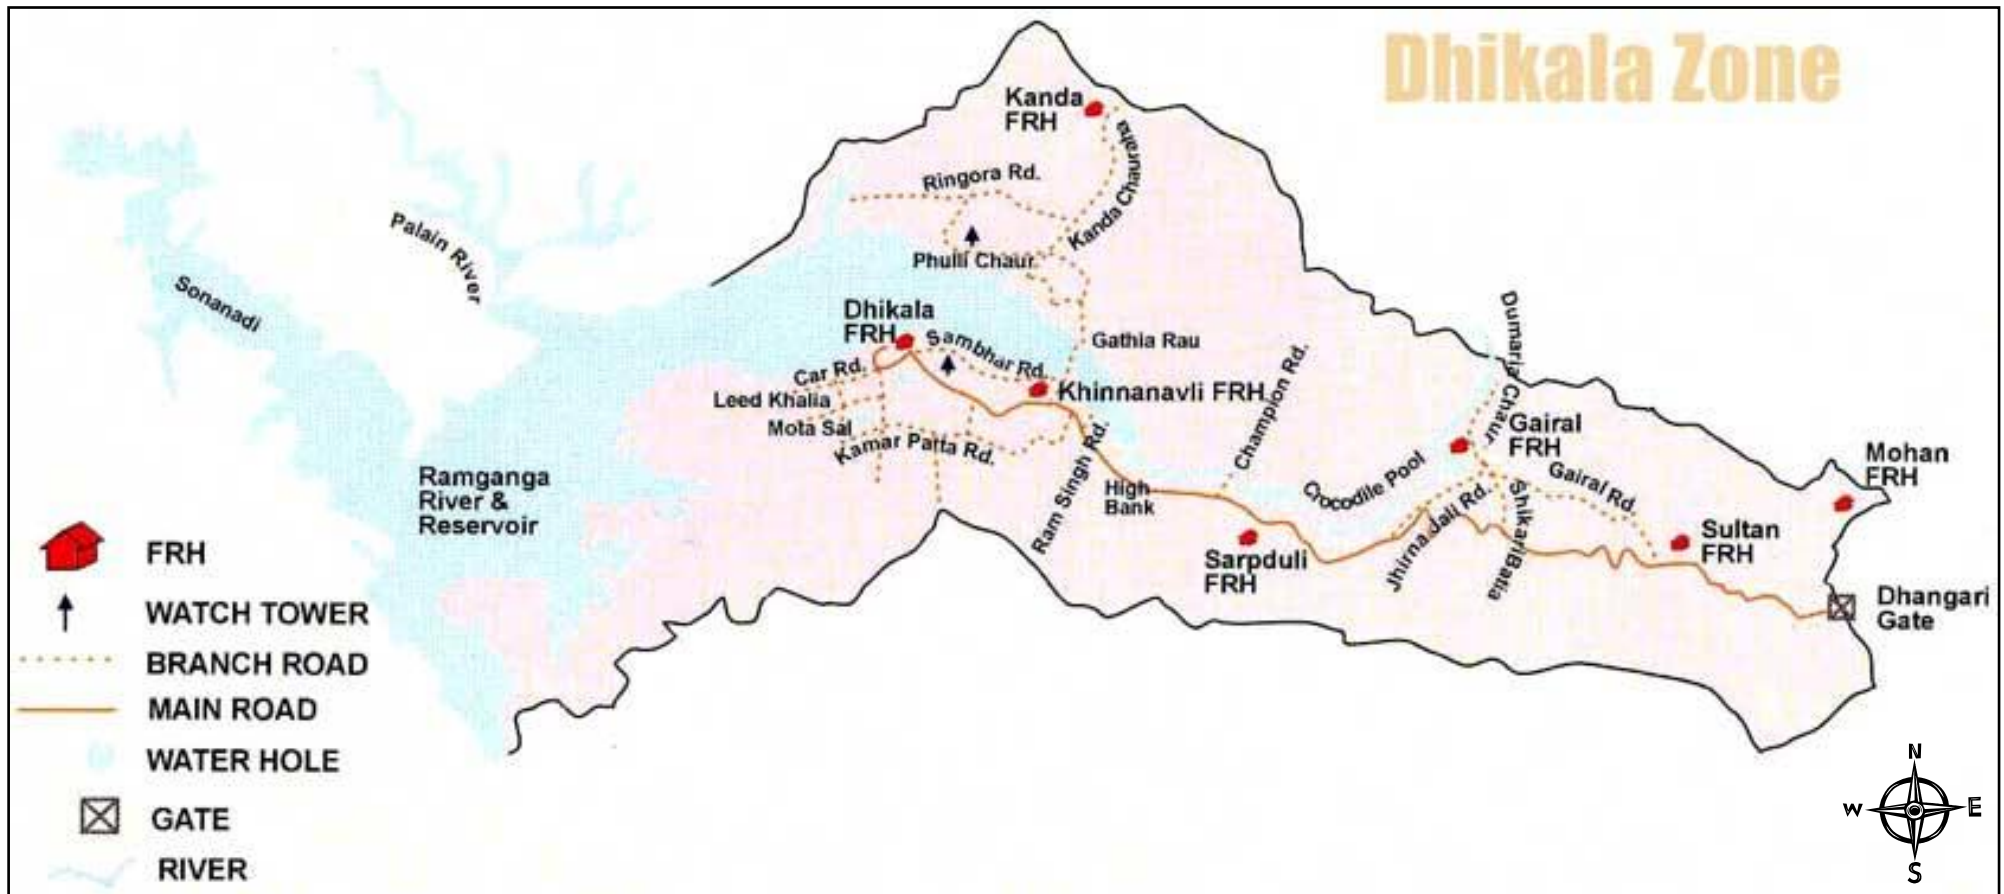 Dhikala Zone
Kanda
FRH
Kanda Chauraha
Ringora Rd.
Phulli Chaur
Palain River
Sonanadi
Dhikala
FRH
Sambhar Rd.
Gathia Rau
Car Rd.
Leed Khalia
Mota Sal
Kamar Patta Rd.
Khinnanavli FRH
Champion Rd.
Ram Singh Rd.
High
Bank
Ramganga
River &
Reservoir
Dumaria Chaur
Gairal
FRH
Crocodile Pool
Gairal Rd.
Jhirna Jali Rd.
Shikari Batia
Sarpduli
FRH
Sultan
FRH
Mohan
FRH
Dhangari
Gate
FRH
WATCH TOWER
BRANCH ROAD
MAIN ROAD
WATER HOLE
GATE
RIVER
N
W
E
S